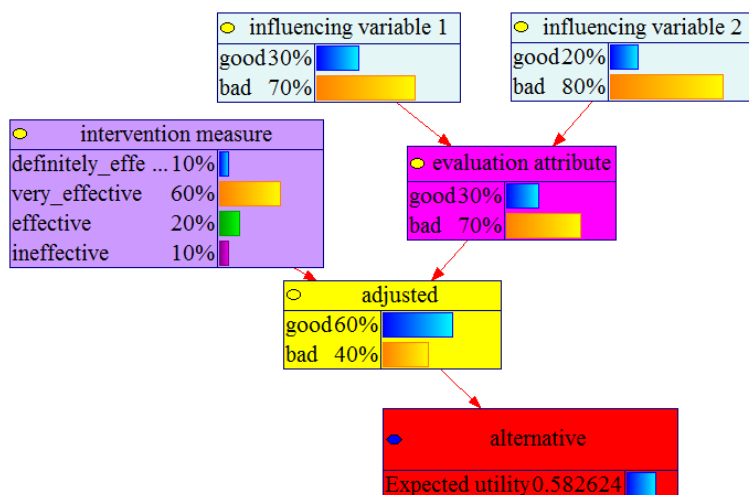 influencing variable 1
good 30%
bad 70%
influencing variable 2
good 20%
bad 80%
intervention measure
definitely_effe ... 10%
very_effective 60%
effective 20%
ineffective 10%
evaluation attribute
good 30%
bad 70%
adjusted
good 60%
bad 40%
alternative
Expected utility 0.582624